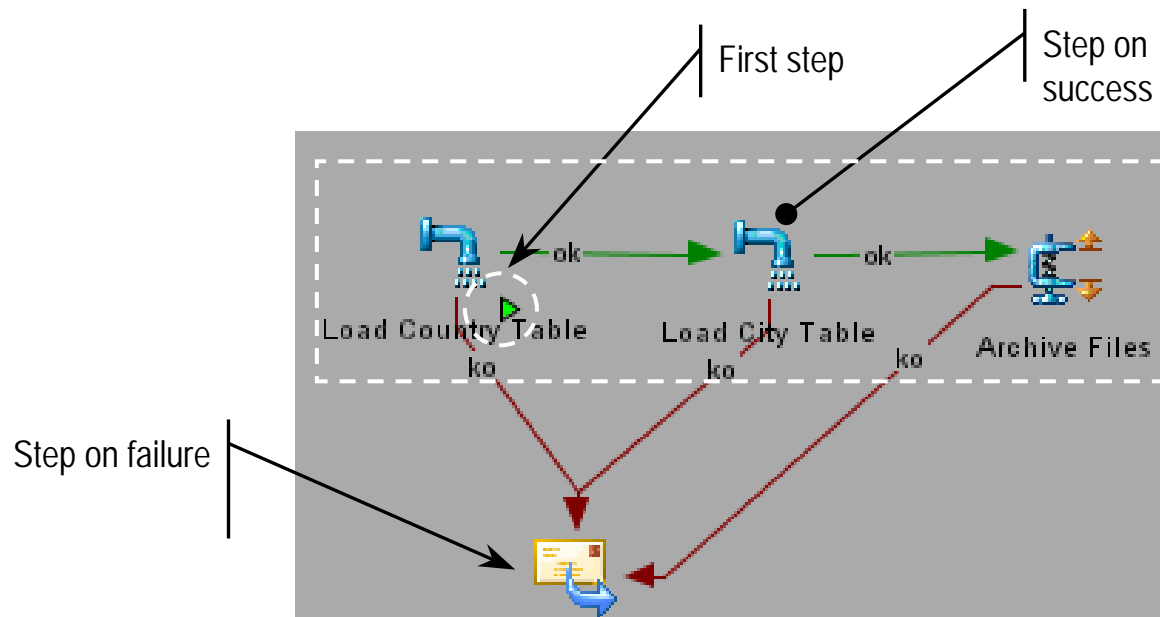 First step
Step on
success
ok
ok
Load Country Table
Load City Table
Archive Files
ko
ko
ko
Step on failure